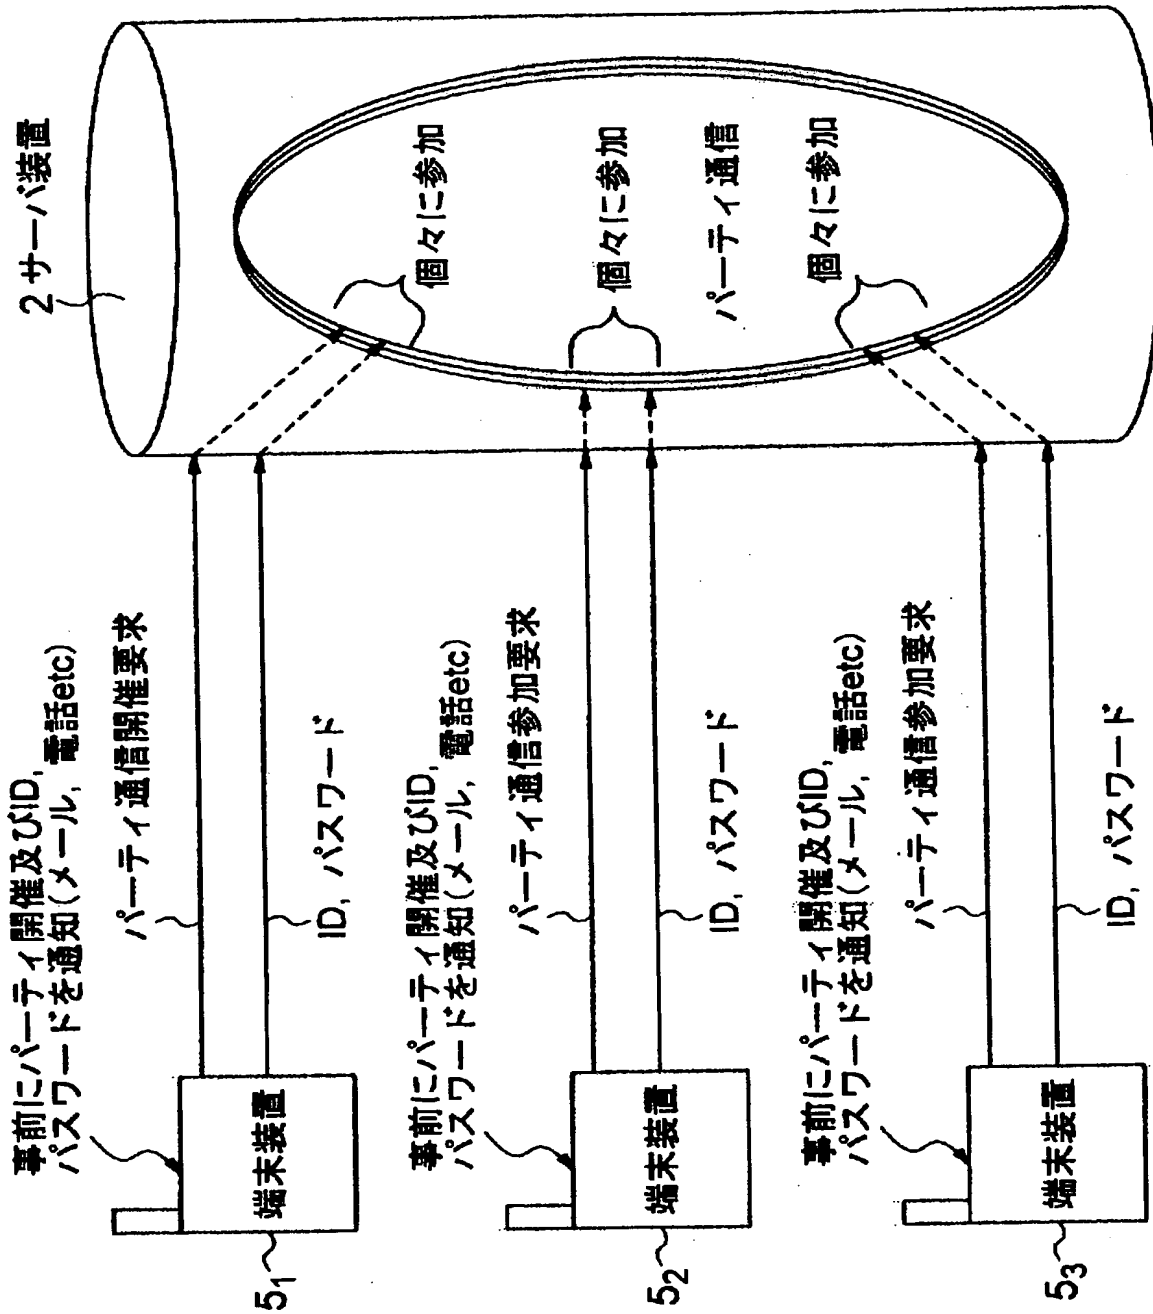 2 サーバ装置
事前にパーティ開催及びID,
パスワードを通知(メール, 電話etc)
パーティ通信開催要求
ID, パスワード
端末装置
5₁
個々に参加
事前にパーティ開催及びID,
パスワードを通知(メール, 電話etc)
パーティ通信参加要求
ID, パスワード
端末装置
5₂
個々に参加
パーティ通信
事前にパーティ開催及びID,
パスワードを通知(メール, 電話etc)
パーティ通信参加要求
ID, パスワード
端末装置
5₃
個々に参加